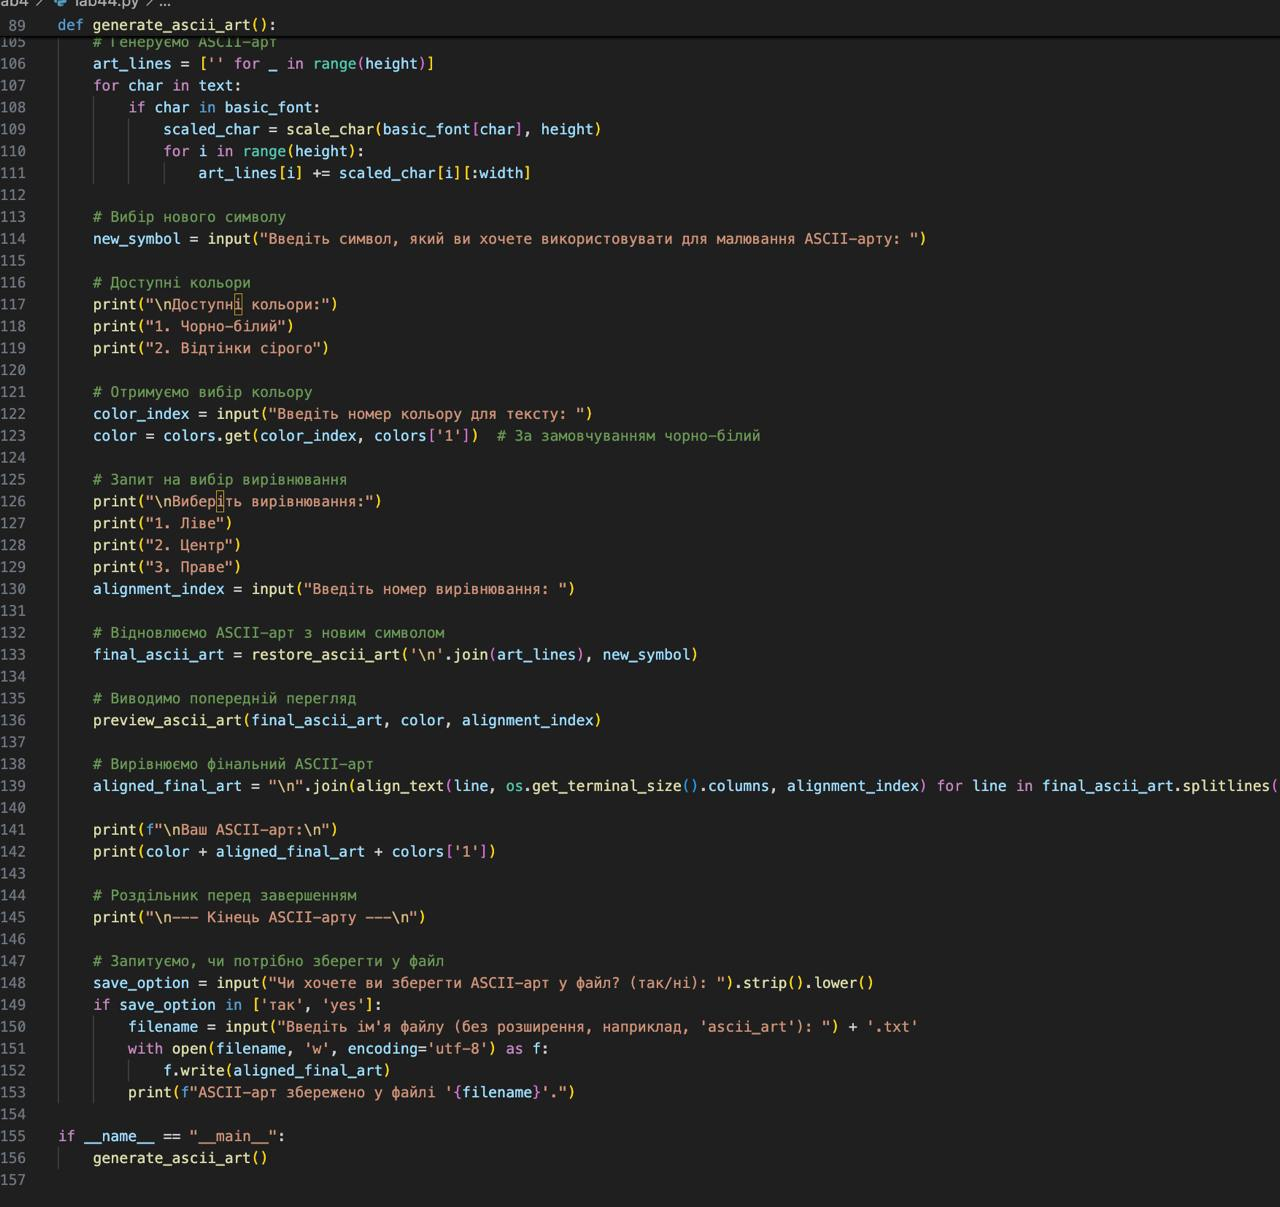 ab4 > lab44.py > ...
89 def generate_ascii_art():
105 # Генеруємо ASCII-арт
106 art_lines = ['' for _ in range(height)]
107 for char in text:
108 if char in basic_font:
109 scaled_char = scale_char(basic_font[char], height)
110 for i in range(height):
111 art_lines[i] += scaled_char[i][:width]
112
113 # Вибір нового символу
114 new_symbol = input("Введіть символ, який ви хочете використовувати для малювання ASCII-арту: ")
115
116 # Доступні кольори
117 print("\nДоступні кольори:")
118 print("1. Чорно-білий")
119 print("2. Відтінки сірого")
120
121 # Отримуємо вибір кольору
122 color_index = input("Введіть номер кольору для тексту: ")
123 color = colors.get(color_index, colors['1']) # За замовчуванням чорно-білий
124
125 # Запит на вибір вирівнювання
126 print("\nВиберіть вирівнювання:")
127 print("1. Ліве")
128 print("2. Центр")
129 print("3. Праве")
130 alignment_index = input("Введіть номер вирівнювання: ")
131
132 # Відновлюємо ASCII-арт з новим символом
133 final_ascii_art = restore_ascii_art('\n'.join(art_lines), new_symbol)
134
135 # Виводимо попередній перегляд
136 preview_ascii_art(final_ascii_art, color, alignment_index)
137
138 # Вирівнюємо фінальний ASCII-арт
139 aligned_final_art = "\n".join(align_text(line, os.get_terminal_size().columns, alignment_index) for line in final_ascii_art.splitlines(
140
141 print(f"\nВаш ASCII-арт:\n")
142 print(color + aligned_final_art + colors['1'])
143
144 # Роздільник перед завершенням
145 print("\n--- Кінець ASCII-арту ---\n")
146
147 # Запитуємо, чи потрібно зберегти у файл
148 save_option = input("Чи хочете ви зберегти ASCII-арт у файл? (так/ні): ").strip().lower()
149 if save_option in ['так', 'yes']:
150 filename = input("Введіть ім'я файлу (без розширення, наприклад, 'ascii_art'): ") + '.txt'
151 with open(filename, 'w', encoding='utf-8') as f:
152 f.write(aligned_final_art)
153 print(f"ASCII-арт збережено у файлі '{filename}'.")
154
155 if __name__ == "__main__":
156 generate_ascii_art()
157